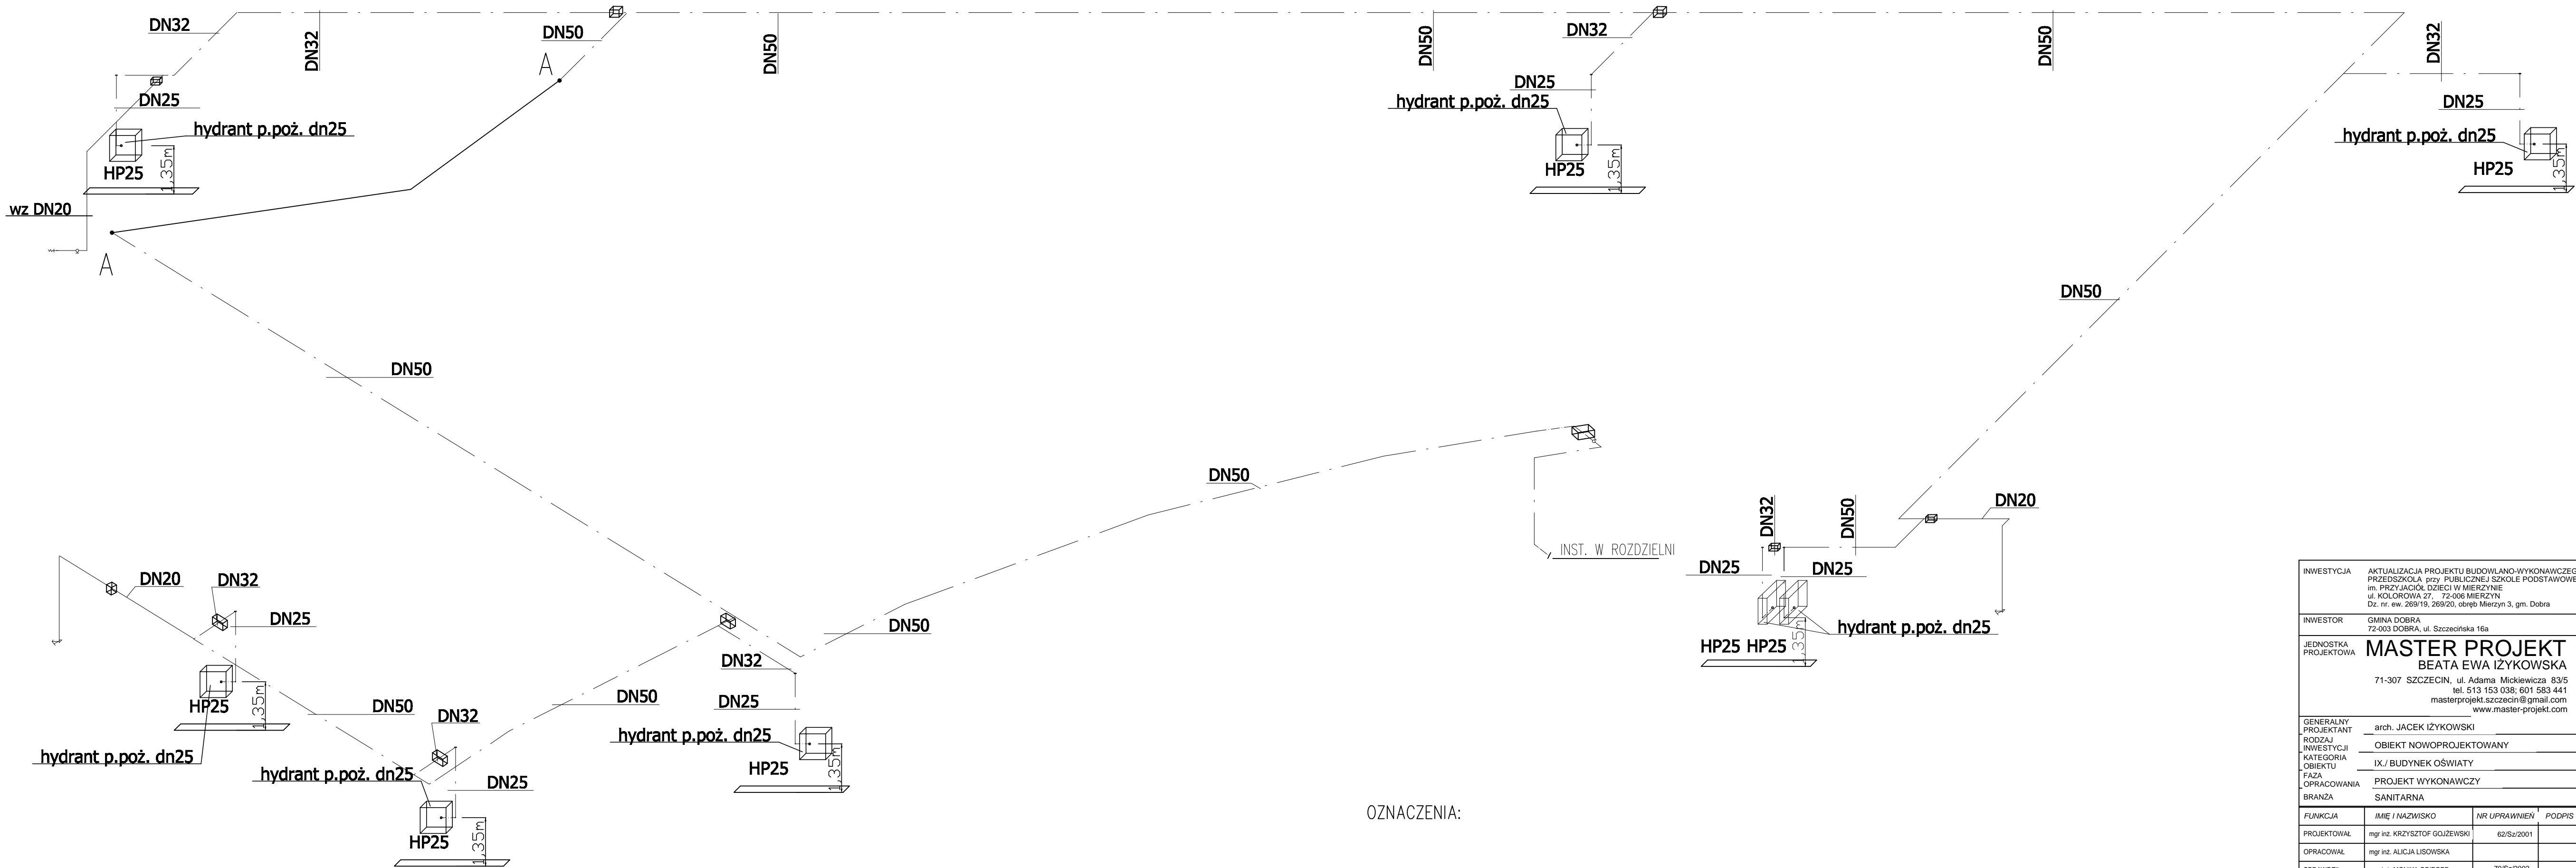 DN32
DN32
DN50
DN50
DN50
DN32
DN50
DN32
A
DN25
hydrant p.poż. dn25
HP25
1,35m
DN25
hydrant p.poż. dn25
HP25
1,35m
DN25
hydrant p.poż. dn25
HP25
1,35m
wz DN20
A
DN50
DN50
DN50
INST. W ROZDZIELNI
DN20
DN32
DN50
DN25
DN25
hydrant p.poż. dn25
HP25 HP25
1,35m
DN20
DN32
DN25
HP25
1,35m
hydrant p.poż. dn25
DN50
DN32
hydrant p.poż. dn25
DN25
HP25
1,35m
DN50
DN50
DN32
DN25
hydrant p.poż. dn25
HP25
1,35m
OZNACZENIA:
INWESTYCJA
AKTUALIZACJA PROJEKTU BUDOWLANO-WYKONAWCZEG
PRZEDSZKOLA przy PUBLICZNEJ SZKOLE PODSTAWOWE
im. PRZYJACIÓŁ DZIECI W MIERZYNIE
ul. KOLOROWA 27, 72-006 MIERZYN
Dz. nr. ew. 269/19, 269/20, obręb Mierzyn 3, gm. Dobra
INWESTOR
GMINA DOBRA
72-003 DOBRA, ul. Szczecińska 16a
JEDNOSTKA
PROJEKTOWA
MASTER PROJEKT
BEATA EWA IŻYKOWSKA
71-307 SZCZECIN, ul. Adama Mickiewicza 83/5
tel. 513 153 038; 601 583 441
masterprojekt.szczecin@gmail.com
www.master-projekt.com
GENERALNY
PROJEKTANT
arch. JACEK IŻYKOWSKI
RODZAJ
INWESTYCJI
OBIEKT NOWOPROJEKTOWANY
KATEGORIA
OBIEKTU
IX./ BUDYNEK OŚWIATY
FAZA
OPRACOWANIA
PROJEKT WYKONAWCZY
BRANŻA
SANITARNA
FUNKCJA IMIĘ I NAZWISKO NR UPRAWNIEŃ PODPIS
PROJEKTOWAŁ mgr inż. KRZYSZTOF GOJŻEWSKI 62/Sz/2001
OPRACOWAŁ mgr inż. ALICJA LISOWSKA